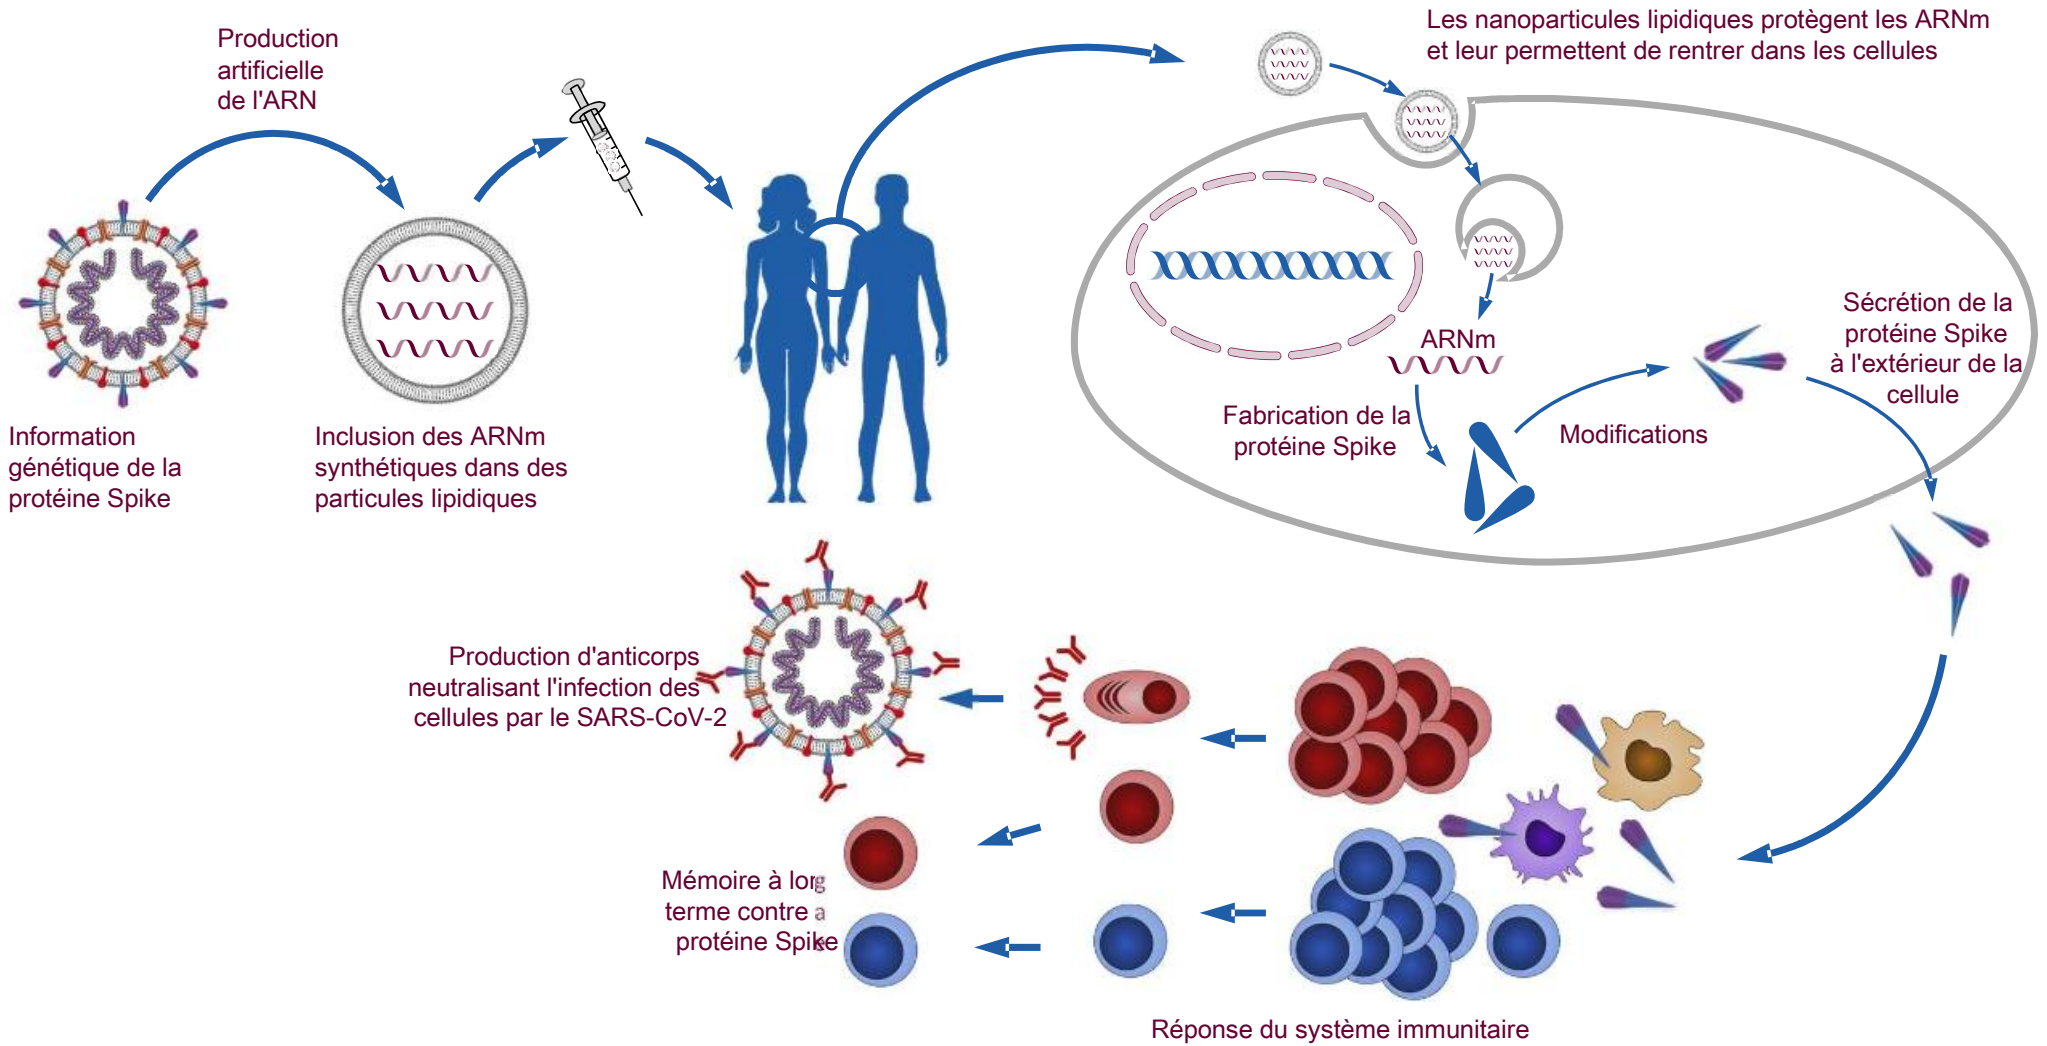 Production
artificielle
de l'ARN
Information
génétique de la
protéine Spike
Inclusion des ARNm
synthétiques dans des
particules lipidiques
Les nanoparticules lipidiques protègent les ARNm
et leur permettent de rentrer dans les cellules
ARNm
Fabrication de la
protéine Spike
Modifications
Sécrétion de la
protéine Spike
à l'extérieur de la
cellule
Production d'anticorps
neutralisant l'infection des
cellules par le SARS-CoV-2
Mémoire à long
terme contre a
protéine Spike
Réponse du système immunitaire